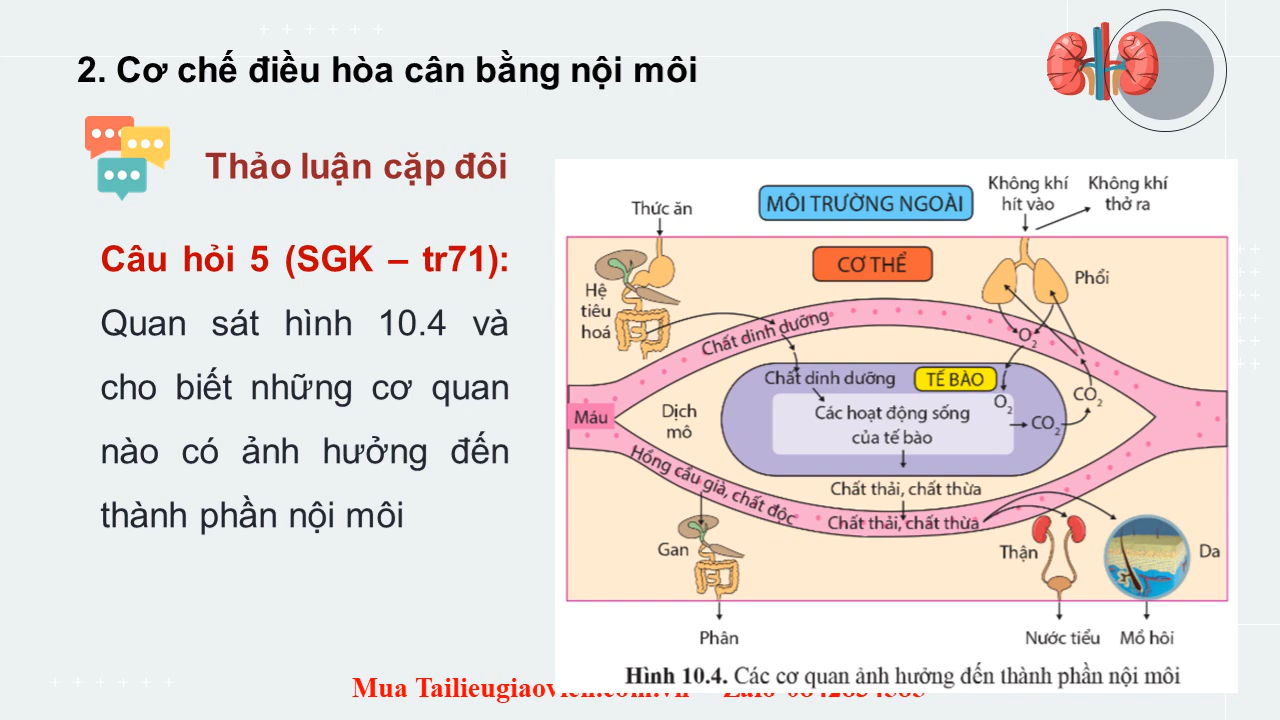 2. Cơ chế điều hòa cân bằng nội môi
Thảo luận cặp đôi
Câu hỏi 5 (SGK – tr71):
Quan sát hình 10.4 và
cho biết những cơ quan
nào có ảnh hưởng đến
thành phần nội môi
MÔI TRƯỜNG NGOÀI
Không khí
hít vào
Không khí
thở ra
Thức ăn
CƠ THỂ
Phổi
Hệ
tiêu
hoá
Chất dinh dưỡng
O2
Chất dinh dưỡng
TẾ BÀO
O2
CO2
Máu
Dịch
mô
Các hoạt động sống
của tế bào
CO2
Hồng cầu già, chất độc
Chất thải, chất thừa
Chất thải, chất thừa
Gan
Thận
Da
Phân
Nước tiểu
Mồ hôi
Hình 10.4. Các cơ quan ảnh hưởng đến thành phần nội môi
Mua